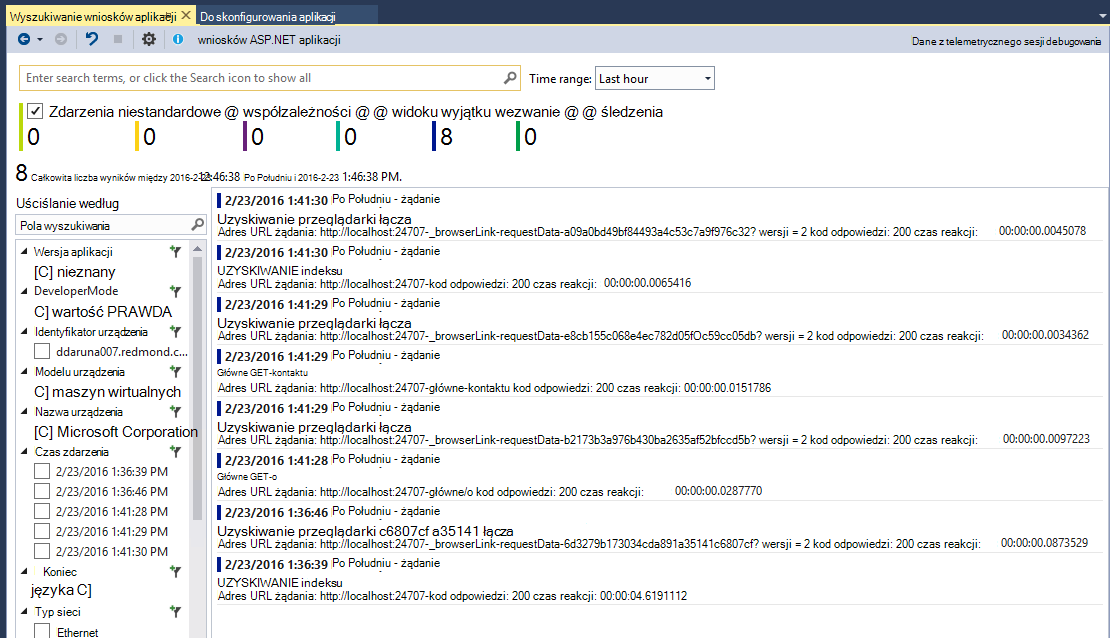 Wyszukiwanie wniosków aplikacji
Do skonfigurowania aplikacji
wniosków ASP.NET aplikacji
Dane z telemetrycznego sesji debugowania
Enter search terms, or click the Search icon to show all
Time range: Last hour
Zdarzenia niestandardowe @ współzależności @ @ widoku wyjątku wezwanie @ @ śledzenia
0 0 0 0 8 0
8 Całkowita liczba wyników między 2016-2-23 12:46:38 Po Południu i 2016-2-23 1:46:38 PM.
Uściślanie według
Pola wyszukiwania
Wersja aplikacji
[C] nieznany
DeveloperMode
C] wartość PRAWDA
Identyfikator urządzenia
ddaruna007.redmond.c...
Modelu urządzenia
C] maszyn wirtualnych
Nazwa urządzenia
[C] Microsoft Corporation
Czas zdarzenia
2/23/2016 1:36:39 PM
2/23/2016 1:36:46 PM
2/23/2016 1:41:28 PM
2/23/2016 1:41:29 PM
2/23/2016 1:41:30 PM
Koniec
języka C]
Typ sieci
Ethernet
2/23/2016 1:41:30 Po Południu - żądanie
Uzyskiwanie przeglądarki łącza
Adres URL żądania: http://localhost:24707-_browserLink-requestData-a09a0bd49bf84493a4c53c7a9f976c32? wersji = 2 kod odpowiedzi: 200 czas reakcji: 00:00:00.0045078
2/23/2016 1:41:30 Po Południu - żądanie
UZYSKIWANIE indeksu
Adres URL żądania: http://localhost:24707-kod odpowiedzi: 200 czas reakcji: 00:00:00.0065416
2/23/2016 1:41:29 Po Południu - żądanie
Uzyskiwanie przeglądarki łącza
Adres URL żądania: http://localhost:24707-_browserLink-requestData-e8cb155c068e4ec782d05fOc59cc05db? wersji = 2 kod odpowiedzi: 200 czas reakcji: 00:00:00.0034362
2/23/2016 1:41:29 Po Południu - żądanie
Główne GET-kontaktu
Adres URL żądania: http://localhost:24707-główne-kontaktu kod odpowiedzi: 200 czas reakcji: 00:00:00.0151786
2/23/2016 1:41:29 Po Południu - żądanie
Uzyskiwanie przeglądarki łącza
Adres URL żądania: http://localhost:24707-_browserLink-requestData-b2173b3a976b430ba2635af52bfccd5b? wersji = 2 kod odpowiedzi: 200 czas reakcji: 00:00:00.0097223
2/23/2016 1:41:28 Po Południu - żądanie
Główne GET-o
Adres URL żądania: http://localhost:24707-główne/o kod odpowiedzi: 200 czas reakcji: 00:00:00.0287770
2/23/2016 1:36:46 Po Południu - żądanie
Uzyskiwanie przeglądarki c6807cf a35141 łącza
Adres URL żądania: http://localhost:24707-_browserLink-requestData-6d3279b173034cda891a35141c6807cf? wersji = 2 kod odpowiedzi: 200 czas reakcji: 00:00:00.0873529
2/23/2016 1:36:39 Po Południu - żądanie
UZYSKIWANIE indeksu
Adres URL żądania: http://localhost:24707-kod odpowiedzi: 200 czas reakcji: 00:00:04.6191112